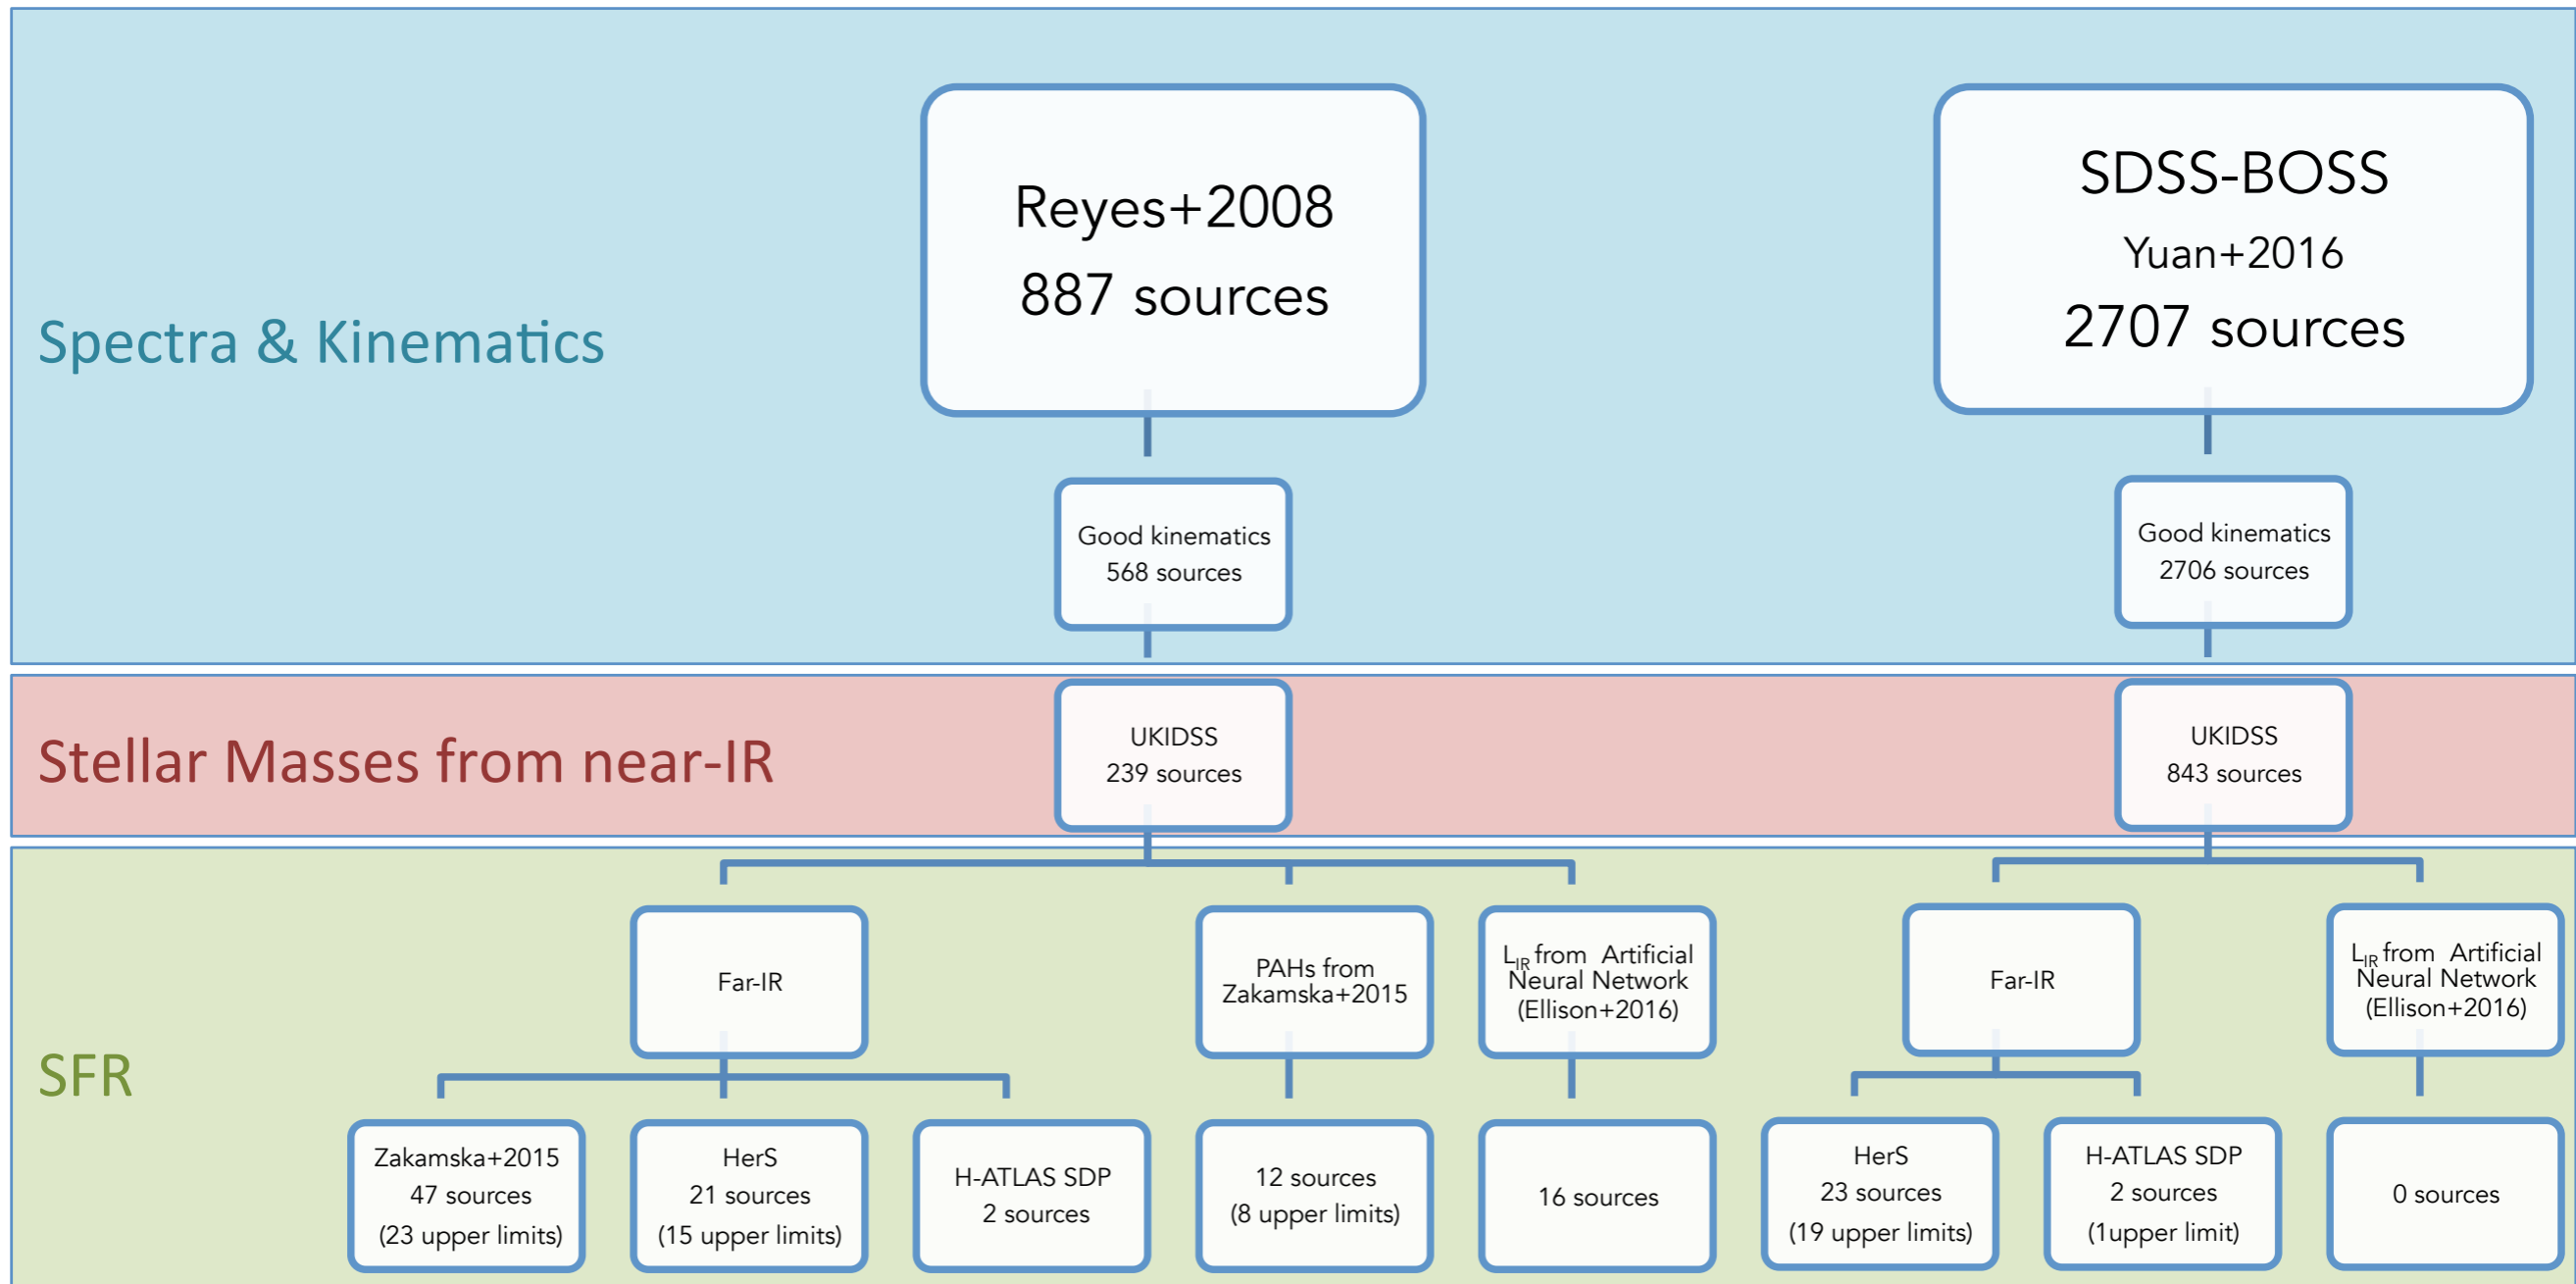 Spectra & Kinematics
Reyes+2008
887 sources
SDSS-BOSS
Yuan+2016
2707 sources
Good kinematics
568 sources
Good kinematics
2706 sources
Stellar Masses from near-IR
UKIDSS
239 sources
UKIDSS
843 sources
SFR
Far-IR
PAHs from
Zakamska+2015
LIR from Artificial
Neural Network
(Ellison+2016)
Far-IR
LIR from Artificial
Neural Network
(Ellison+2016)
Zakamska+2015
47 sources
(23 upper limits)
HerS
21 sources
(15 upper limits)
H-ATLAS SDP
2 sources
12 sources
(8 upper limits)
16 sources
HerS
23 sources
(19 upper limits)
H-ATLAS SDP
2 sources
(1upper limit)
0 sources